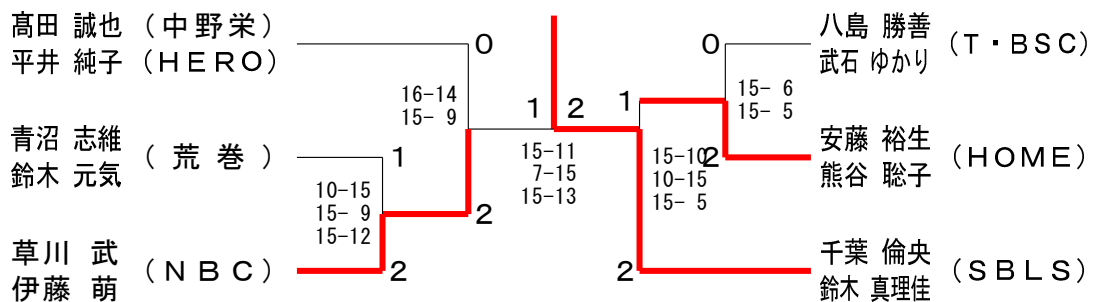 髙田 誠也 (中野栄)
平井 純子 (HERO)
0
16-14
15- 9
青沼 志維
鈴木 元気
(荒巻)
1
10-15
15- 9
15-12
2
草川 武
伊藤 萌
(NBC)
2
1 2
15-11
7-15
15-13
八島 勝善
武石 ゆかり
(T・BSC)
0
15- 6
15- 5
1
安藤 裕生
熊谷 聡子
(HOME)
2
15-10
10-15
15- 5
千葉 倫央
鈴木 真理佳
(SBLS)
2